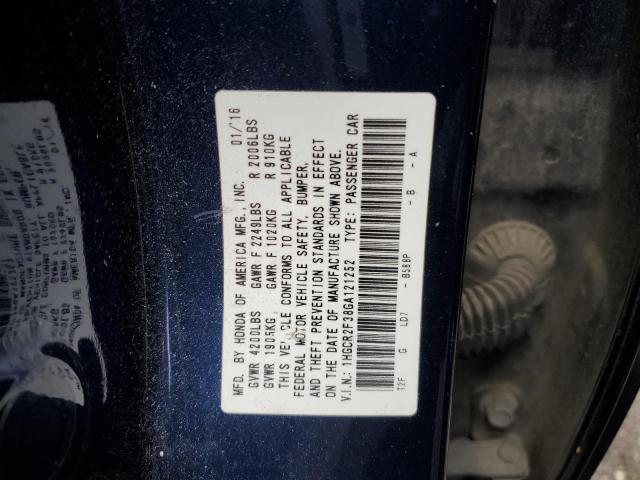 MFD. BY HONDA OF AMERICA MFG., INC. 01/16
GVWR 4200LBS GAWR F 2249LBS R 2006LBS
GVWR 1905KG GAWR F 1020KG R 910KG
THIS VEHICLE CONFORMS TO ALL APPLICABLE
FEDERAL MOTOR VEHICLE SAFETY, BUMPER,
AND THEFT PREVENTION STANDARDS IN EFFECT
ON THE DATE OF MANUFACTURE SHOWN ABOVE.
V.I.N.: 1HGCR2F38GA121252 TYPE: PASSENGER CAR
T2F G LD7 - B588P - B - A